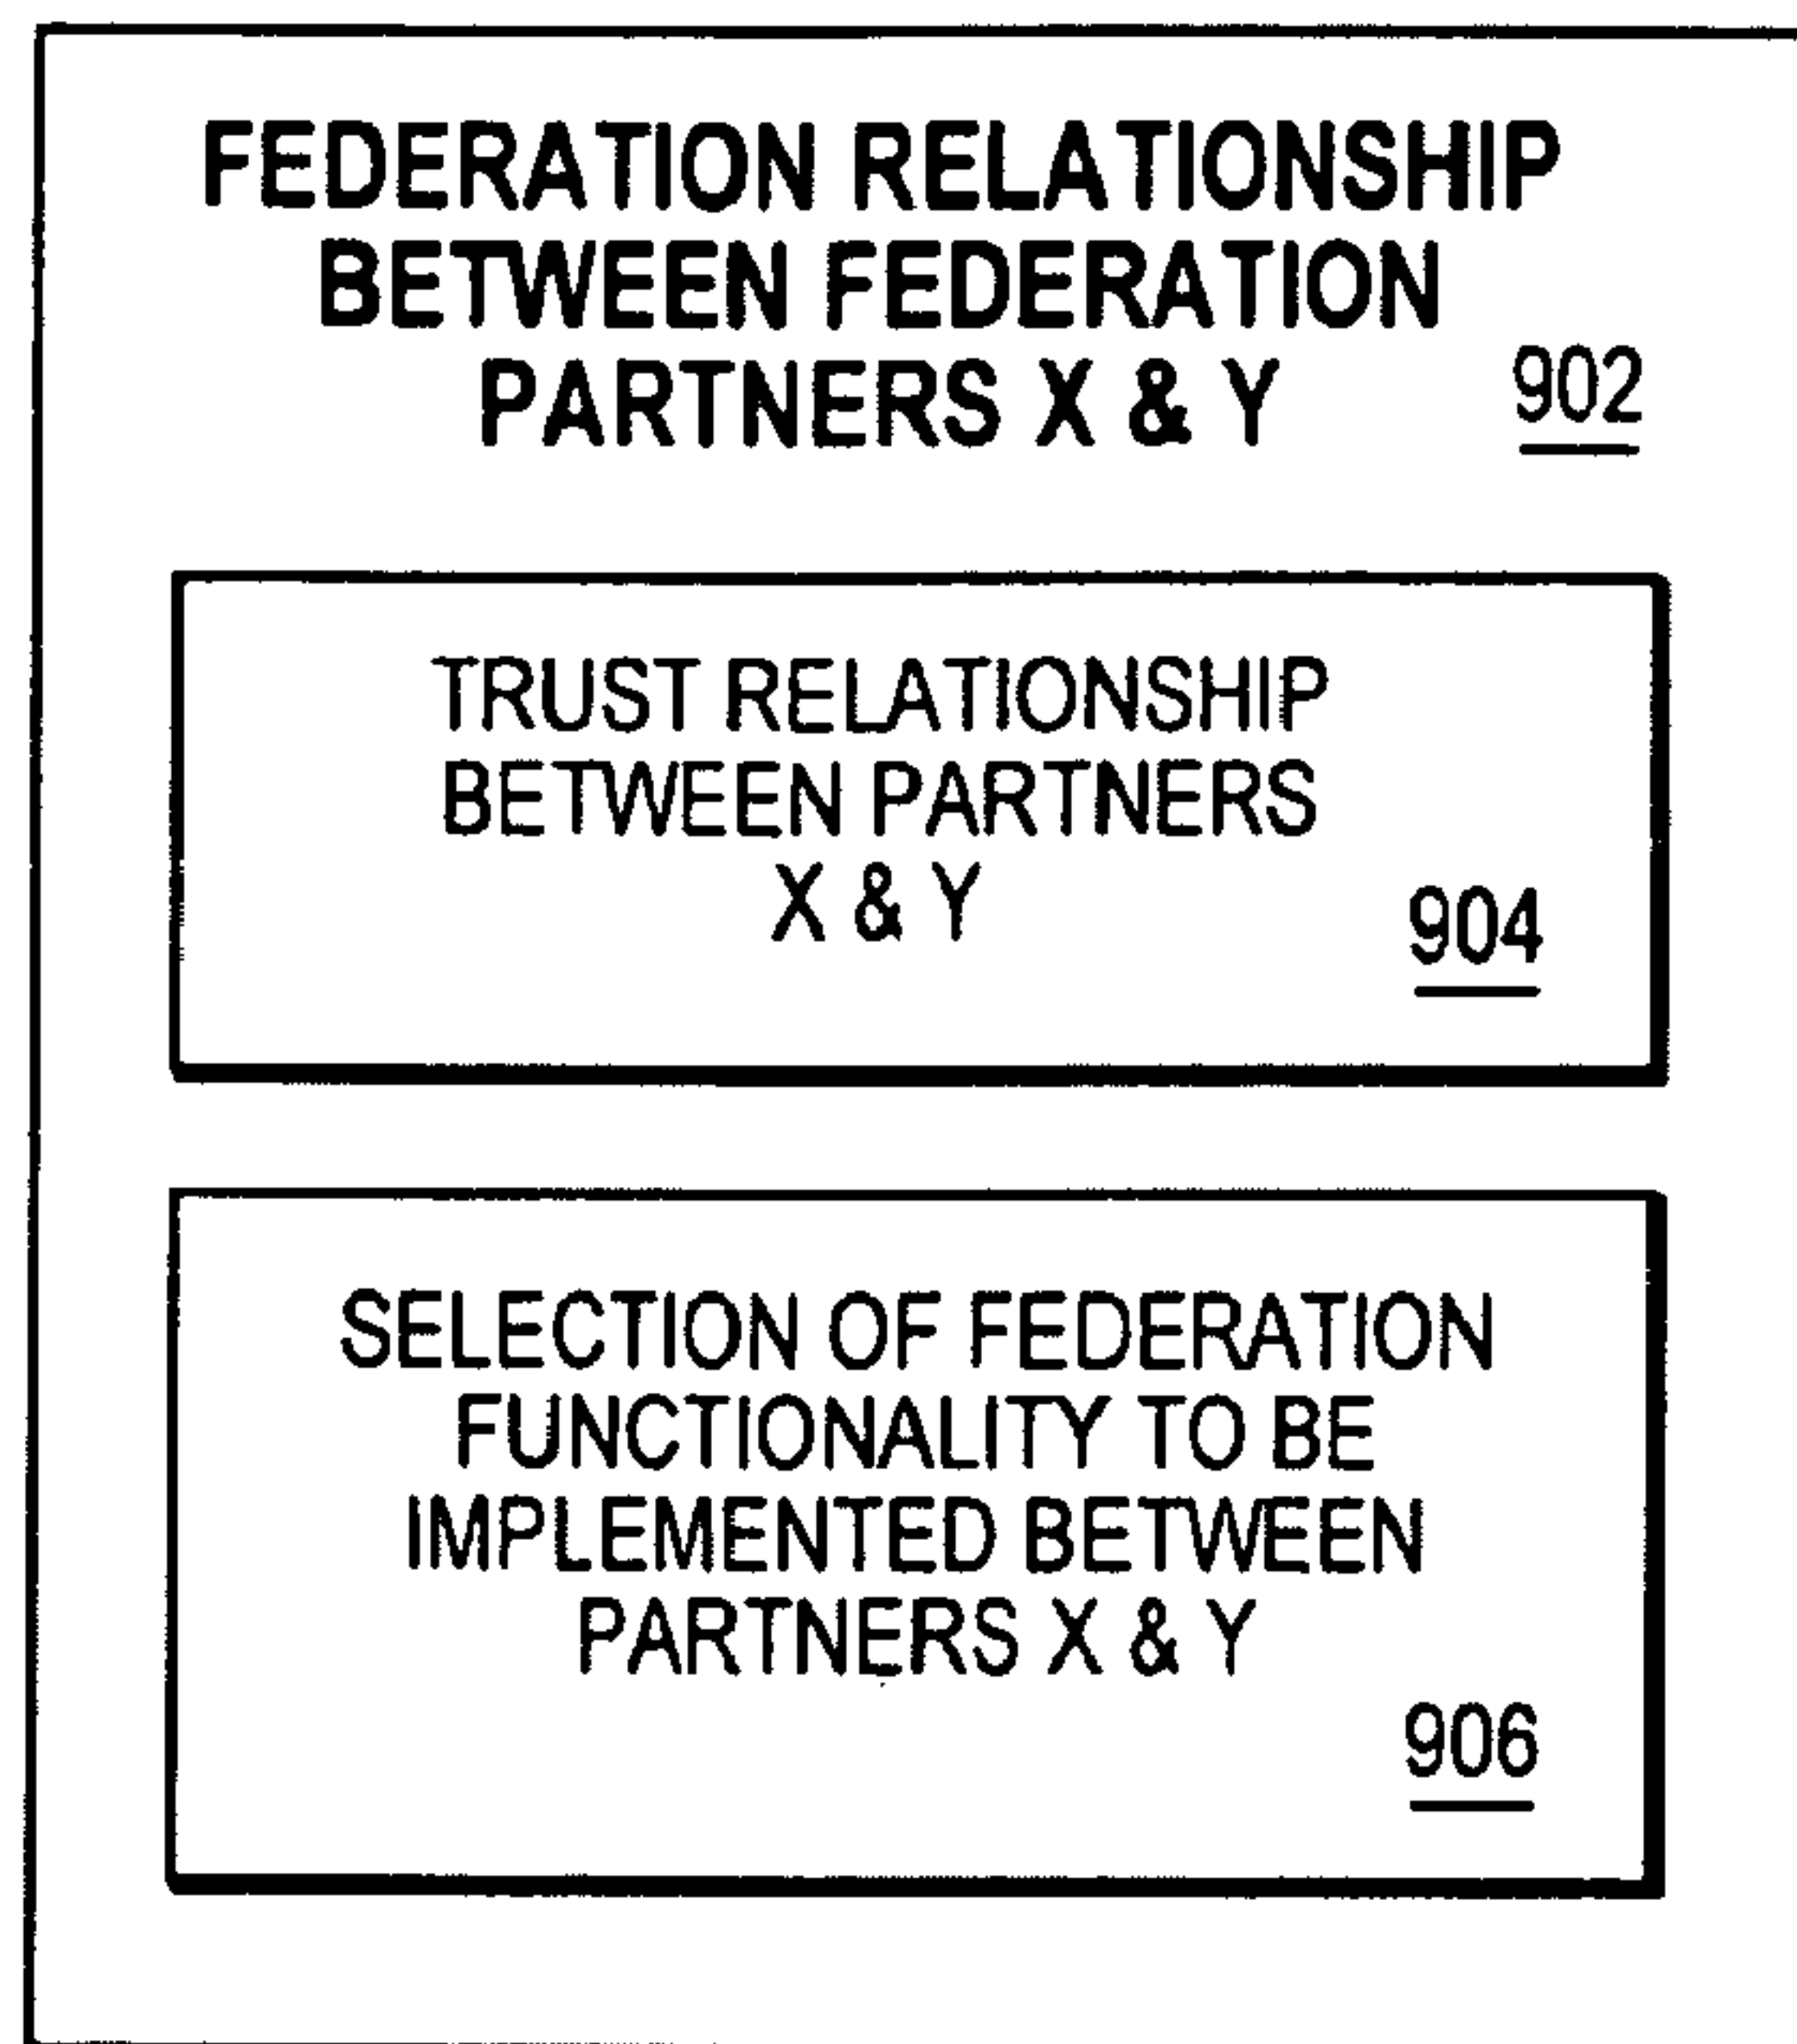 FEDERATION RELATIONSHIP
BETWEEN FEDERATION
PARTNERS X & Y
902
TRUST RELATIONSHIP
BETWEEN PARTNERS
X & Y
904
SELECTION OF FEDERATION
FUNCTIONALITY TO BE
IMPLEMENTED BETWEEN
PARTNERS X & Y
906